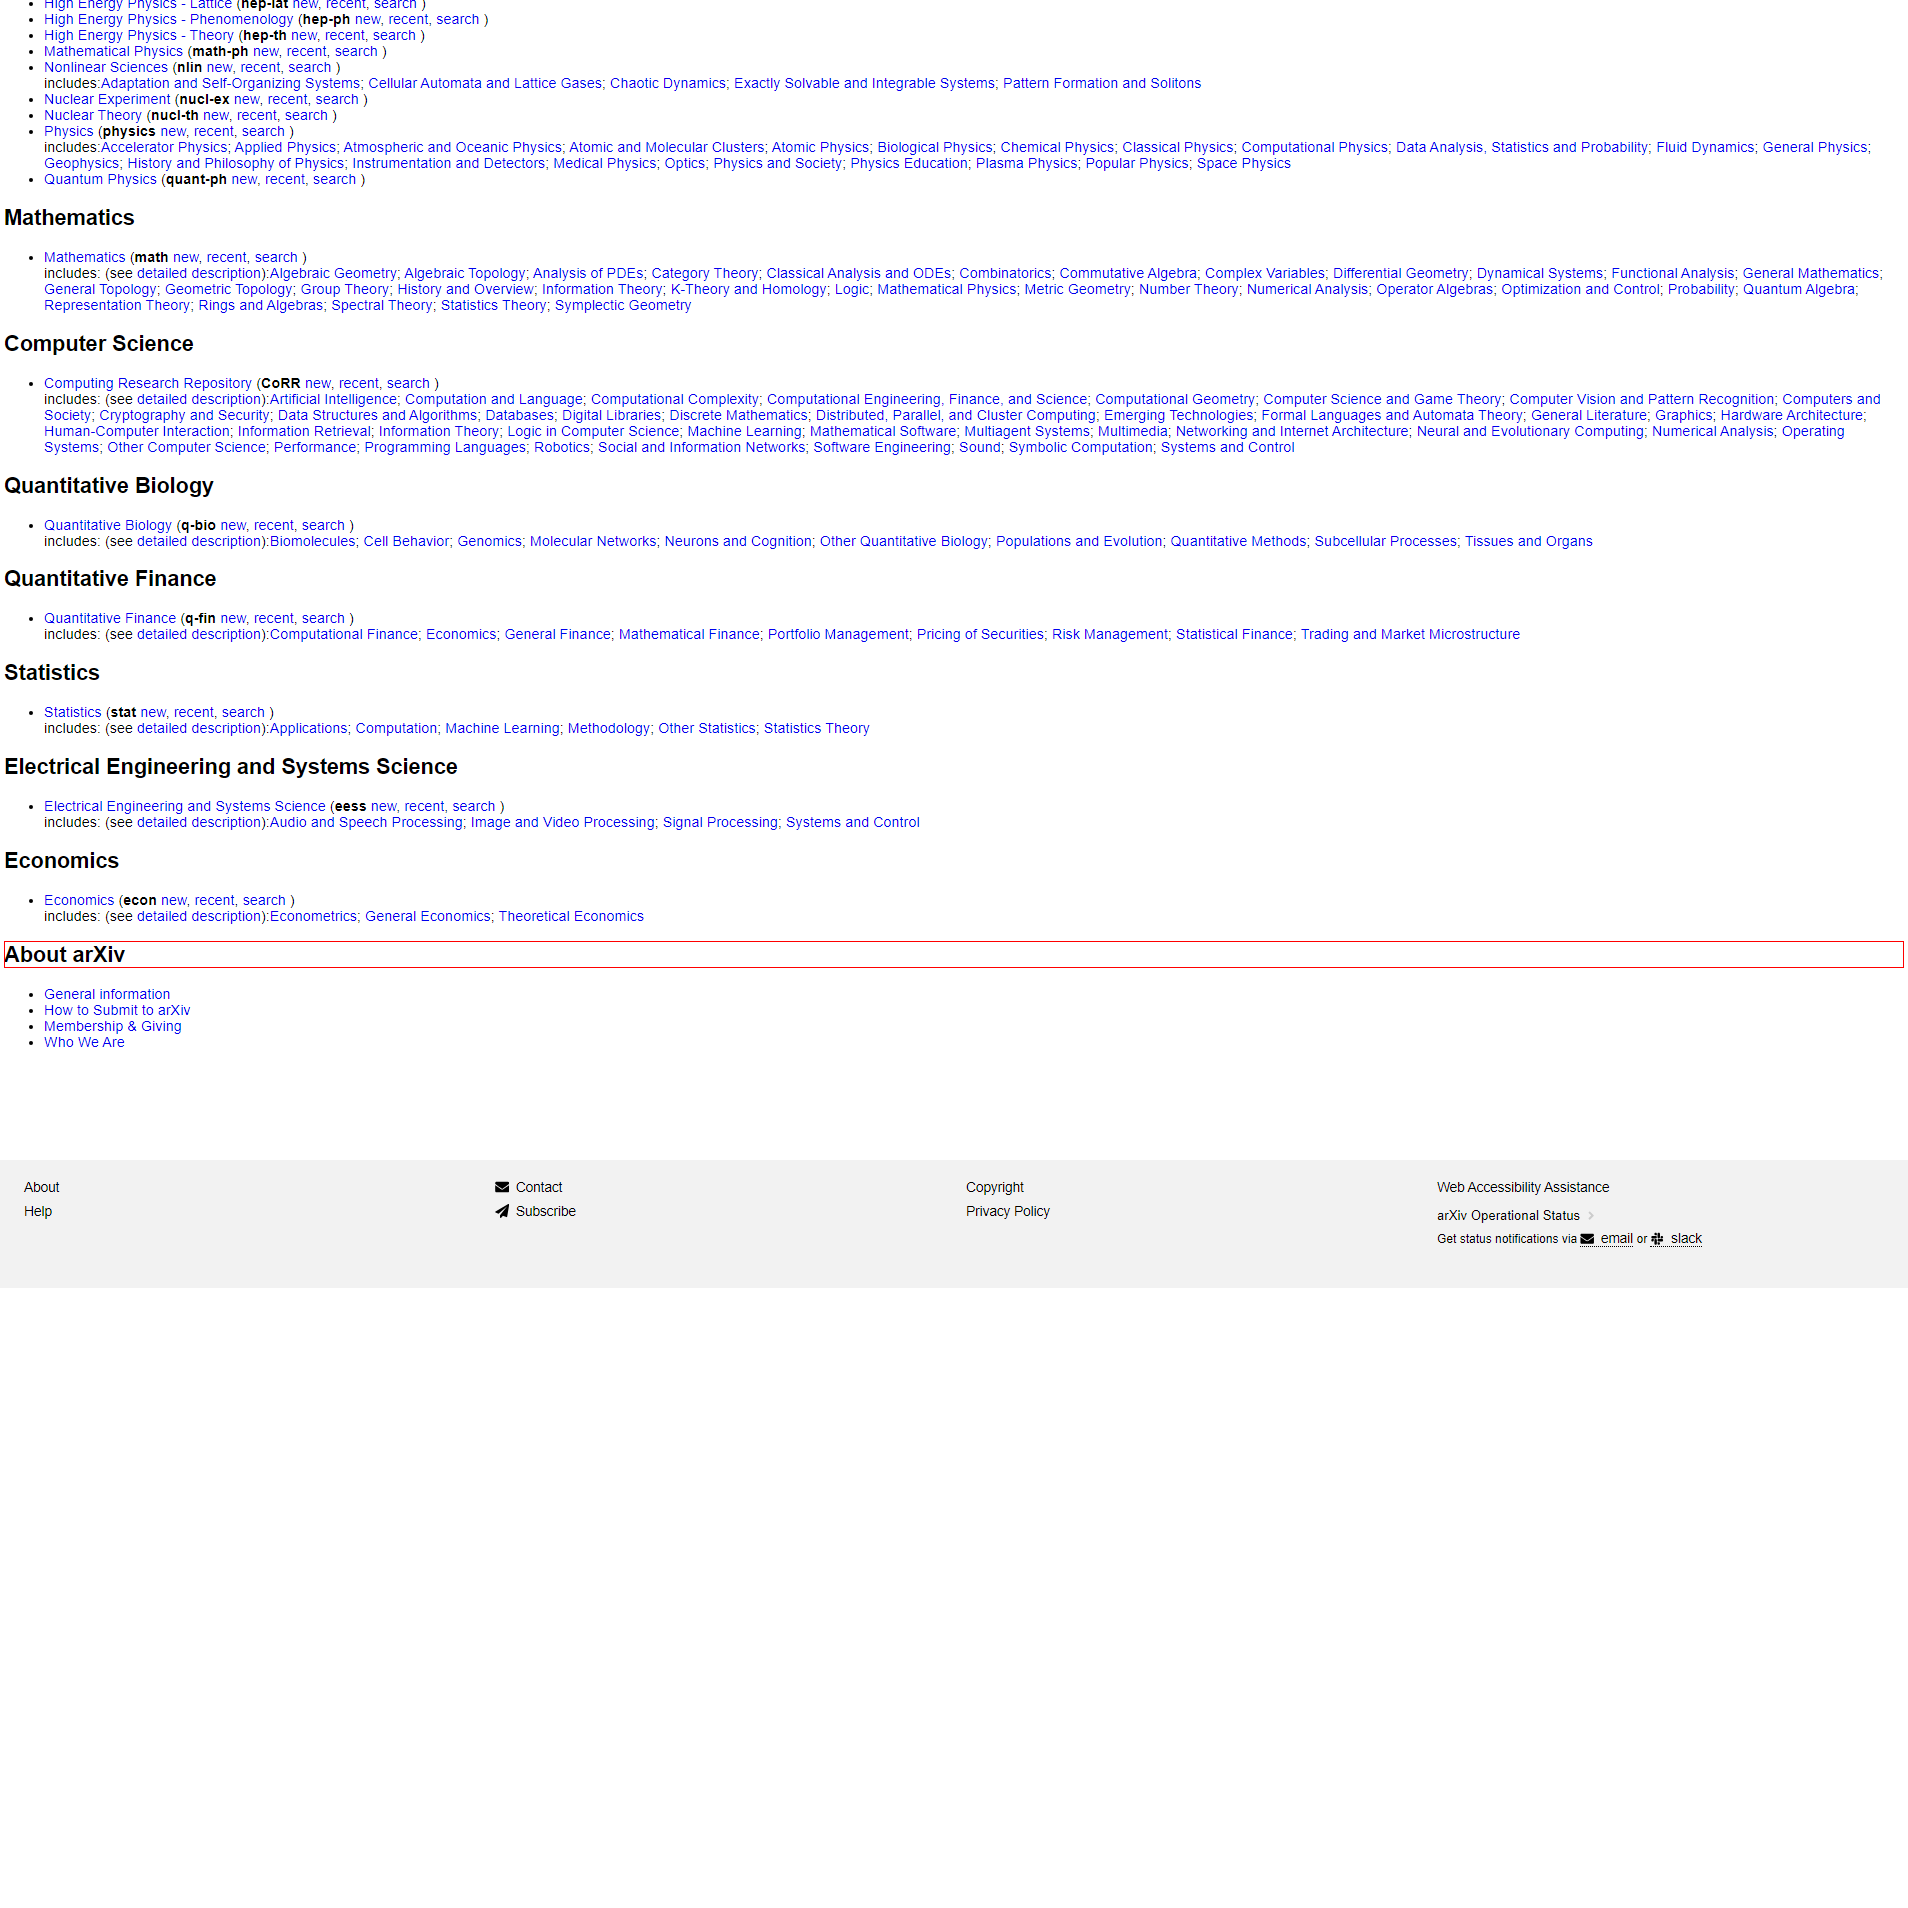 High Energy Physics - Lattice (hep-lat new, recent, search )
High Energy Physics - Phenomenology (hep-ph new, recent, search )
High Energy Physics - Theory (hep-th new, recent, search )
Mathematical Physics (math-ph new, recent, search )
Nonlinear Sciences (nlin new, recent, search )
includes:Adaptation and Self-Organizing Systems; Cellular Automata and Lattice Gases; Chaotic Dynamics; Exactly Solvable and Integrable Systems; Pattern Formation and Solitons
Nuclear Experiment (nucl-ex new, recent, search )
Nuclear Theory (nucl-th new, recent, search )
Physics (physics new, recent, search )
includes:Accelerator Physics; Applied Physics; Atmospheric and Oceanic Physics; Atomic and Molecular Clusters; Atomic Physics; Biological Physics; Chemical Physics; Classical Physics; Computational Physics; Data Analysis, Statistics and Probability; Fluid Dynamics; General Physics;
Geophysics; History and Philosophy of Physics; Instrumentation and Detectors; Medical Physics; Optics; Physics and Society; Physics Education; Plasma Physics; Popular Physics; Space Physics
Quantum Physics (quant-ph new, recent, search )
Mathematics
Mathematics (math new, recent, search )
includes: (see detailed description):Algebraic Geometry; Algebraic Topology; Analysis of PDEs; Category Theory; Classical Analysis and ODEs; Combinatorics; Commutative Algebra; Complex Variables; Differential Geometry; Dynamical Systems; Functional Analysis; General Mathematics;
General Topology; Geometric Topology; Group Theory; History and Overview; Information Theory; K-Theory and Homology; Logic; Mathematical Physics; Metric Geometry; Number Theory; Numerical Analysis; Operator Algebras; Optimization and Control; Probability; Quantum Algebra;
Representation Theory; Rings and Algebras; Spectral Theory; Statistics Theory; Symplectic Geometry
Computer Science
Computing Research Repository (CoRR new, recent, search )
includes: (see detailed description):Artificial Intelligence; Computation and Language; Computational Complexity; Computational Engineering, Finance, and Science; Computational Geometry; Computer Science and Game Theory; Computer Vision and Pattern Recognition; Computers and
Society; Cryptography and Security; Data Structures and Algorithms; Databases; Digital Libraries; Discrete Mathematics; Distributed, Parallel, and Cluster Computing; Emerging Technologies; Formal Languages and Automata Theory; General Literature; Graphics; Hardware Architecture;
Human-Computer Interaction; Information Retrieval; Information Theory; Logic in Computer Science; Machine Learning; Mathematical Software; Multiagent Systems; Multimedia; Networking and Internet Architecture; Neural and Evolutionary Computing; Numerical Analysis; Operating
Systems; Other Computer Science; Performance; Programming Languages; Robotics; Social and Information Networks; Software Engineering; Sound; Symbolic Computation; Systems and Control
Quantitative Biology
Quantitative Biology (q-bio new, recent, search )
includes: (see detailed description):Biomolecules; Cell Behavior; Genomics; Molecular Networks; Neurons and Cognition; Other Quantitative Biology; Populations and Evolution; Quantitative Methods; Subcellular Processes; Tissues and Organs
Quantitative Finance
Quantitative Finance (q-fin new, recent, search )
includes: (see detailed description):Computational Finance; Economics; General Finance; Mathematical Finance; Portfolio Management; Pricing of Securities; Risk Management; Statistical Finance; Trading and Market Microstructure
Statistics
Statistics (stat new, recent, search )
includes: (see detailed description):Applications; Computation; Machine Learning; Methodology; Other Statistics; Statistics Theory
Electrical Engineering and Systems Science
Electrical Engineering and Systems Science (eess new, recent, search )
includes: (see detailed description):Audio and Speech Processing; Image and Video Processing; Signal Processing; Systems and Control
Economics
Economics (econ new, recent, search )
includes: (see detailed description):Econometrics; General Economics; Theoretical Economics
About arXiv
General information
How to Submit to arXiv
Membership & Giving
Who We Are
About
Help
Contact
Subscribe
Copyright
Privacy Policy
Web Accessibility Assistance
arXiv Operational Status
Get status notifications via email or slack